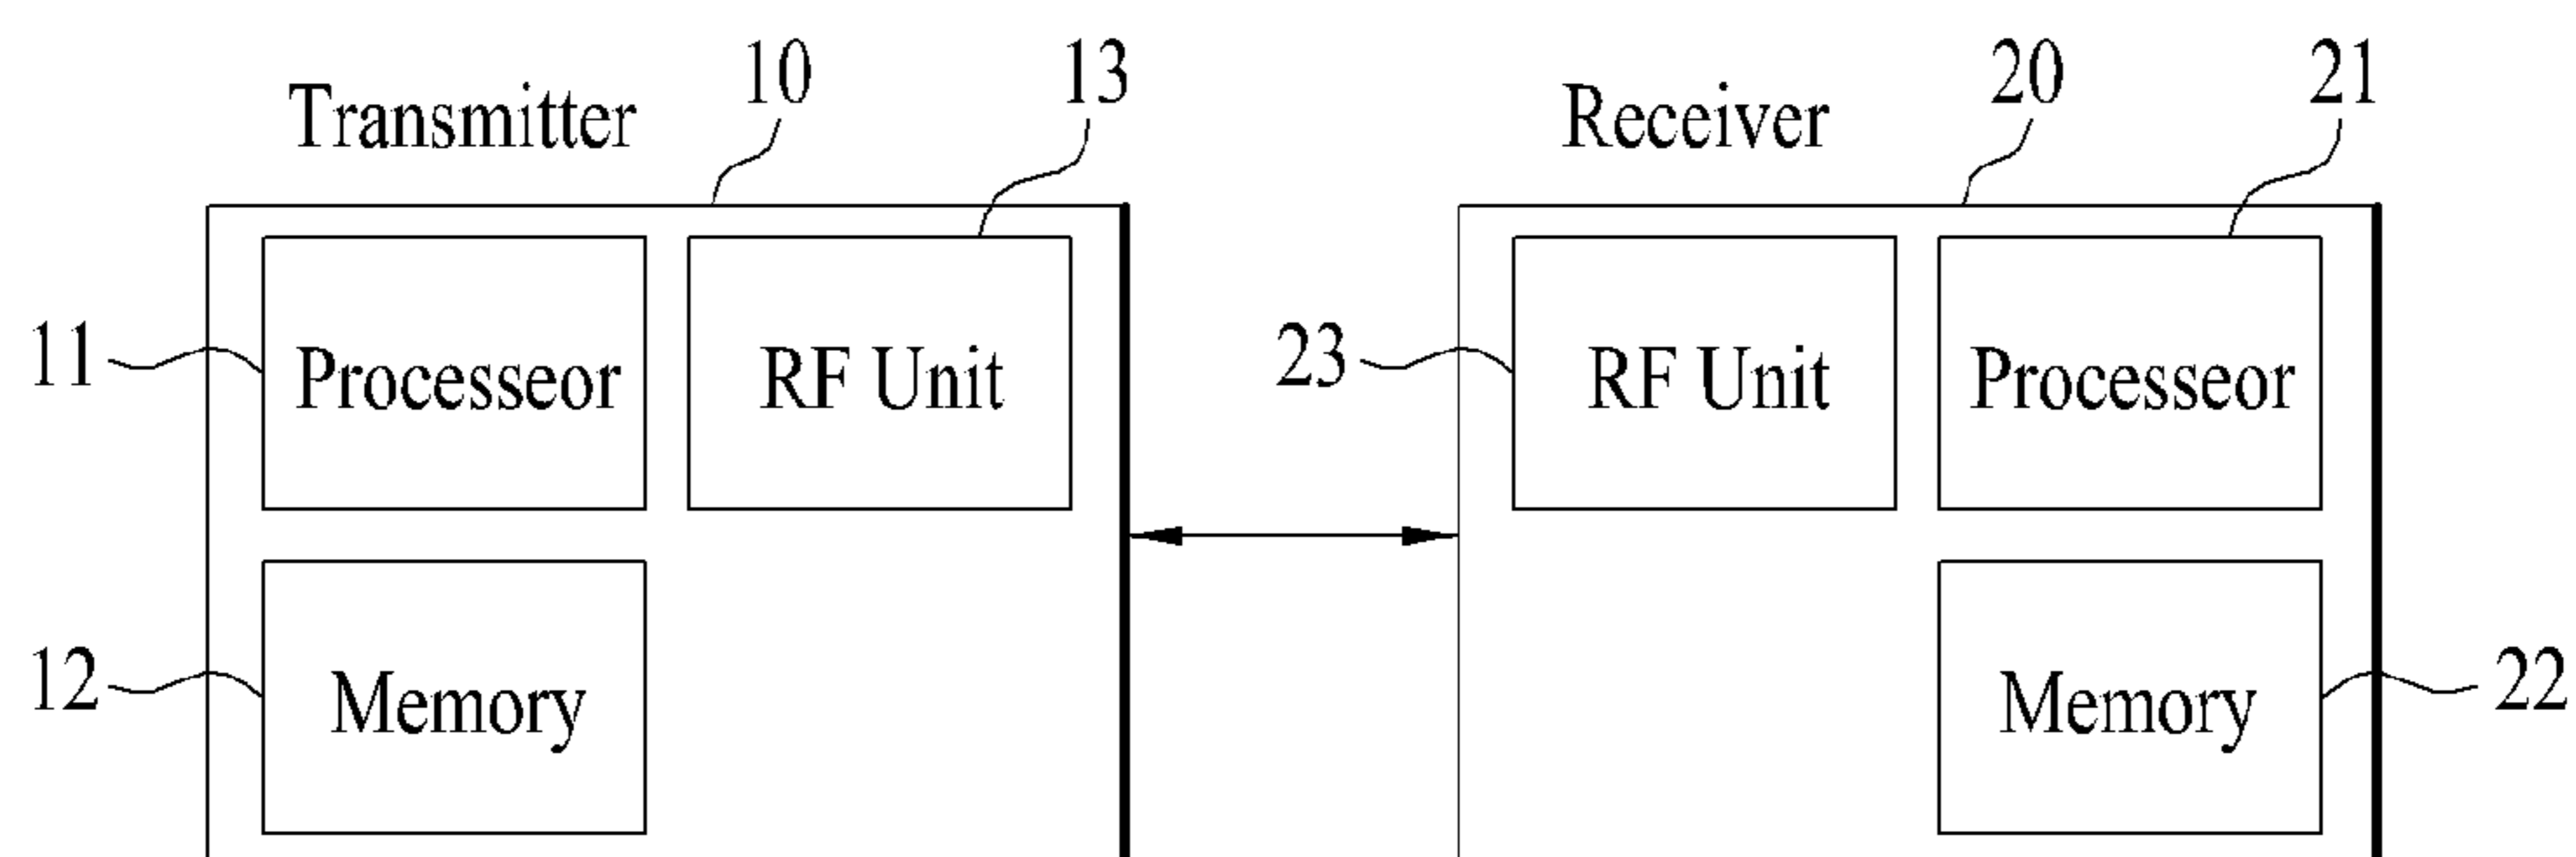 10 13 20 21
Transmitter Receiver
11 Processeor RF Unit 23 RF Unit Processeor
12 Memory Memory 22